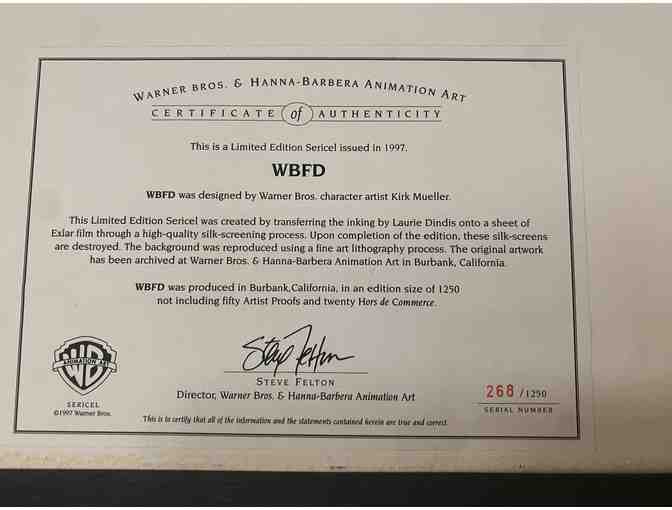 WARNER BROS. & HANNA-BARBERA ANIMATION ART
CERTIFICATE of AUTHENTICITY
This is a Limited Edition Sericel issued in 1997.
WBFD
WBFD was designed by Warner Bros. character artist Kirk Mueller.
This Limited Edition Sericel was created by transferring the inking by Laurie Dindis onto a sheet of
Exlar film through a high-quality silk-screening process. Upon completion of the edition, these silk-screens
are destroyed. The background was reproduced using a fine art lithography process. The original artwork
has been archived at Warner Bros. & Hanna-Barbera Animation Art in Burbank, California.
WBFD was produced in Burbank,California, in an edition size of 1250
not including fifty Artist Proofs and twenty Hors de Commerce.
Steve Felton
STEVE FELTON
Director, Warner Bros. & Hanna-Barbera Animation Art
WB
ANIMATION ART
SERICEL
©1997 Warner Bros.
268 /1250
SERIAL NUMBER
This is to certify that all of the information and the statements contained herein are true and correct.